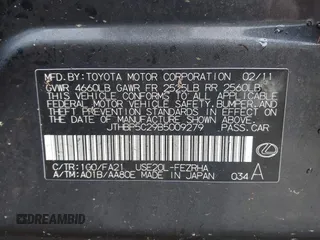 MFD. BY: TOYOTA MOTOR CORPORATION 02/11
GVWR 4660LB GAWR FR 2525LB RR 2560LB
THIS VEHICLE CONFORMS TO ALL APPLICABLE
FEDERAL MOTOR VEHICLE SAFETY, BUMPER, AND
THEFT PREVENTION STANDARDS IN EFFECT ON
THE DATE OF MANUFACTURE SHOWN ABOVE.
JTHBP5C29B5009279 PASS.CAR
C/TR: 1G0/FA21 USE20L-FEZRHA
A/TM: A01B/AA80E MADE IN JAPAN 034 A
DREAMBID